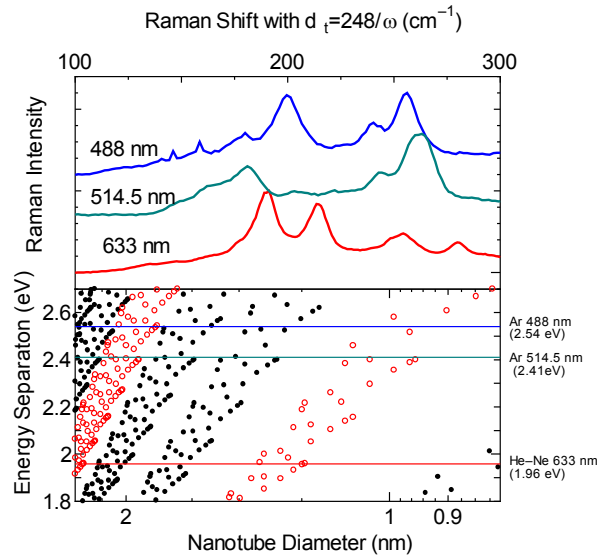 Raman Shift with d t=248/ω (cm−1)
100 200 300
Raman Intensity
488 nm
514.5 nm
633 nm
Energy Separaton (eV)
2.6
2.4
2.2
2
1.8
Ar 488 nm
(2.54 eV)
Ar 514.5 nm
(2.41eV)
He–Ne 633 nm
(1.96 eV)
2 1 0.9
Nanotube Diameter (nm)